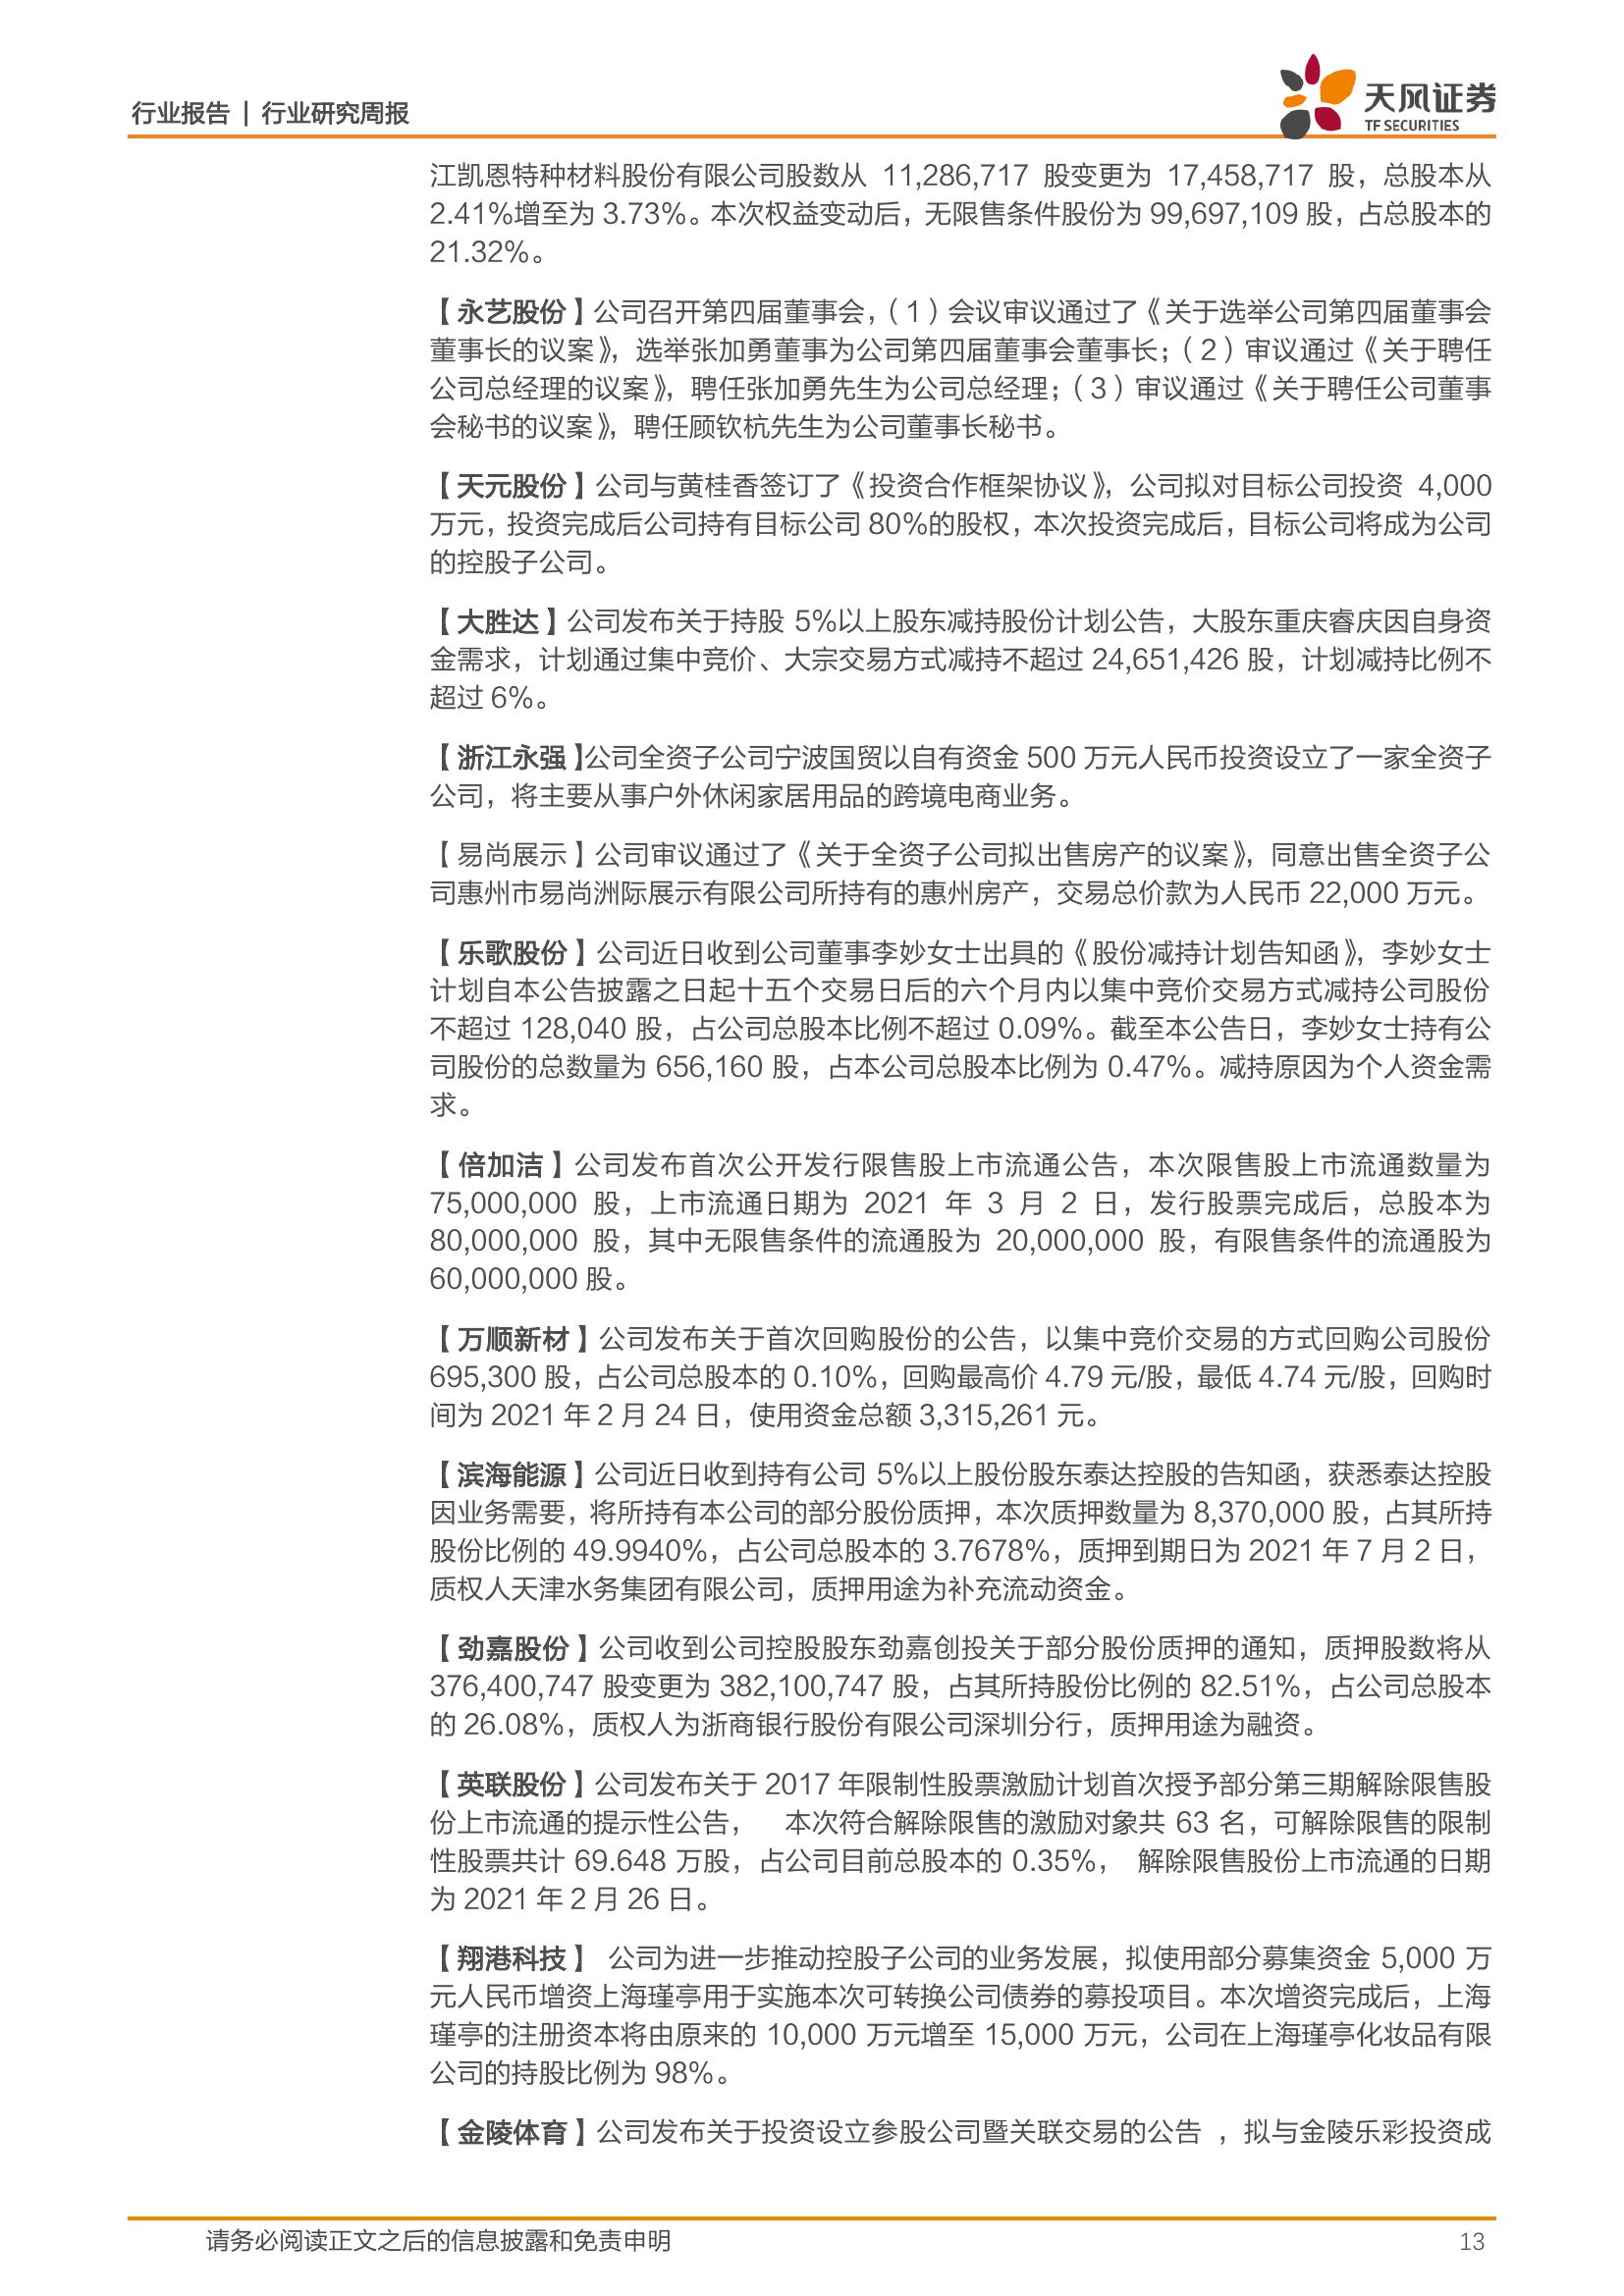 行业报告 | 行业研究周报
天风证券
TF SECURITIES
江凯恩特种材料股份有限公司股数从 11,286,717 股变更为 17,458,717 股，总股本从
2.41%增至为 3.73%。本次权益变动后，无限售条件股份为 99,697,109 股，占总股本的
21.32%。
【永艺股份】公司召开第四届董事会，（1）会议审议通过了《关于选举公司第四届董事会
董事长的议案》，选举张加勇董事为公司第四届董事会董事长；（2）审议通过《关于聘任
公司总经理的议案》，聘任张加勇先生为公司总经理；（3）审议通过《关于聘任公司董事
会秘书的议案》，聘任顾钦杭先生为公司董事长秘书。
【天元股份】公司与黄桂香签订了《投资合作框架协议》，公司拟对目标公司投资 4,000
万元，投资完成后公司持有目标公司 80%的股权，本次投资完成后，目标公司将成为公司
的控股子公司。
【大胜达】公司发布关于持股 5%以上股东减持股份计划公告，大股东重庆睿庆因自身资
金需求，计划通过集中竞价、大宗交易方式减持不超过 24,651,426 股，计划减持比例不
超过 6%。
【浙江永强】公司全资子公司宁波国贸以自有资金 500 万元人民币投资设立了一家全资子
公司，将主要从事户外休闲家居用品的跨境电商业务。
【易尚展示】公司审议通过了《关于全资子公司拟出售房产的议案》，同意出售全资子公
司惠州市易尚洲际展示有限公司所持有的惠州房产，交易总价款为人民币 22,000 万元。
【乐歌股份】公司近日收到公司董事李妙女士出具的《股份减持计划告知函》，李妙女士
计划自本公告披露之日起十五个交易日后的六个月内以集中竞价交易方式减持公司股份
不超过 128,040 股，占公司总股本比例不超过 0.09%。截至本公告日，李妙女士持有公
司股份的总数量为 656,160 股，占本公司总股本比例为 0.47%。减持原因为个人资金需
求。
【倍加洁】公司发布首次公开发行限售股上市流通公告，本次限售股上市流通数量为
75,000,000 股，上市流通日期为 2021 年 3 月 2 日，发行股票完成后，总股本为
80,000,000 股，其中无限售条件的流通股为 20,000,000 股，有限售条件的流通股为
60,000,000 股。
【万顺新材】公司发布关于首次回购股份的公告，以集中竞价交易的方式回购公司股份
695,300 股，占公司总股本的 0.10%，回购最高价 4.79 元/股，最低 4.74 元/股，回购时
间为 2021 年 2 月 24 日，使用资金总额 3,315,261 元。
【滨海能源】公司近日收到持有公司 5%以上股份股东泰达控股的告知函，获悉泰达控股
因业务需要，将所持有本公司的部分股份质押，本次质押数量为 8,370,000 股，占其所持
股份比例的 49.9940%，占公司总股本的 3.7678%，质押到期日为 2021 年 7 月 2 日，
质权人天津水务集团有限公司，质押用途为补充流动资金。
【劲嘉股份】公司收到公司控股股东劲嘉创投关于部分股份质押的通知，质押股数将从
376,400,747 股变更为 382,100,747 股，占其所持股份比例的 82.51%，占公司总股本
的 26.08%，质权人为浙商银行股份有限公司深圳分行，质押用途为融资。
【英联股份】公司发布关于 2017 年限制性股票激励计划首次授予部分第三期解除限售股
份上市流通的提示性公告， 本次符合解除限售的激励对象共 63 名，可解除限售的限制
性股票共计 69.648 万股，占公司目前总股本的 0.35%， 解除限售股份上市流通的日期
为 2021 年 2 月 26 日。
【翔港科技】 公司为进一步推动控股子公司的业务发展，拟使用部分募集资金 5,000 万
元人民币增资上海瑾亭用于实施本次可转换公司债券的募投项目。本次增资完成后，上海
瑾亭的注册资本将由原来的 10,000 万元增至 15,000 万元，公司在上海瑾亭化妆品有限
公司的持股比例为 98%。
【金陵体育】公司发布关于投资设立参股公司暨关联交易的公告 ，拟与金陵乐彩投资成
请务必阅读正文之后的信息披露和免责申明
13